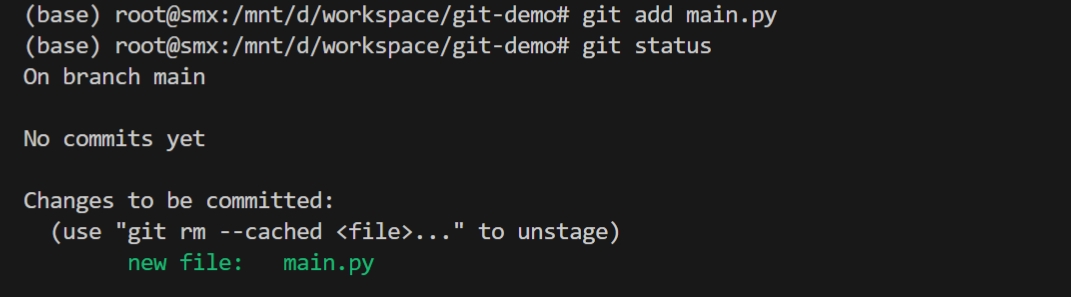 (base) root@smx:/mnt/d/workspace/git-demo# git add main.py
(base) root@smx:/mnt/d/workspace/git-demo# git status
On branch main
No commits yet
Changes to be committed:
(use "git rm --cached <file>..." to unstage)
new file: main.py